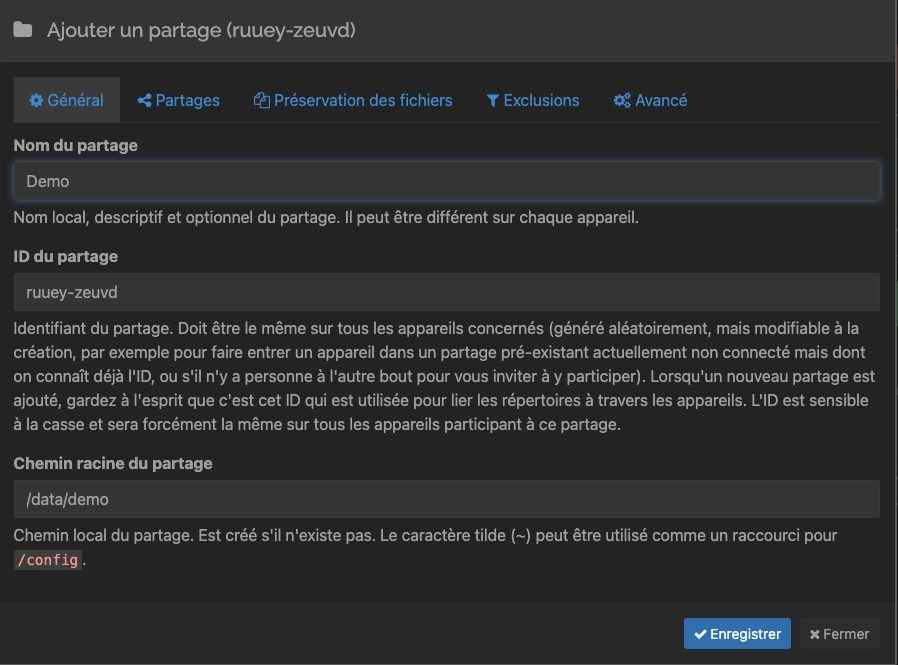 Ajouter un partage (ruuey-zeuvd)
Général Partages Préservation des fichiers Exclusions Avancé
Nom du partage
Demo
Nom local, descriptif et optionnel du partage. Il peut être différent sur chaque appareil.
ID du partage
ruuey-zeuvd
Identifiant du partage. Doit être le même sur tous les appareils concernés (généré aléatoirement, mais modifiable à la
création, par exemple pour faire entrer un appareil dans un partage pré-existant actuellement non connecté mais dont
on connaît déjà l'ID, ou s'il n'y a personne à l'autre bout pour vous inviter à y participer). Lorsqu'un nouveau partage est
ajouté, gardez à l'esprit que c'est cet ID qui est utilisée pour lier les répertoires à travers les appareils. L'ID est sensible
à la casse et sera forcément la même sur tous les appareils participant à ce partage.
Chemin racine du partage
/data/demo
Chemin local du partage. Est créé s'il n'existe pas. Le caractère tilde (~) peut être utilisé comme un raccourci pour
/config.
Enregistrer Fermer